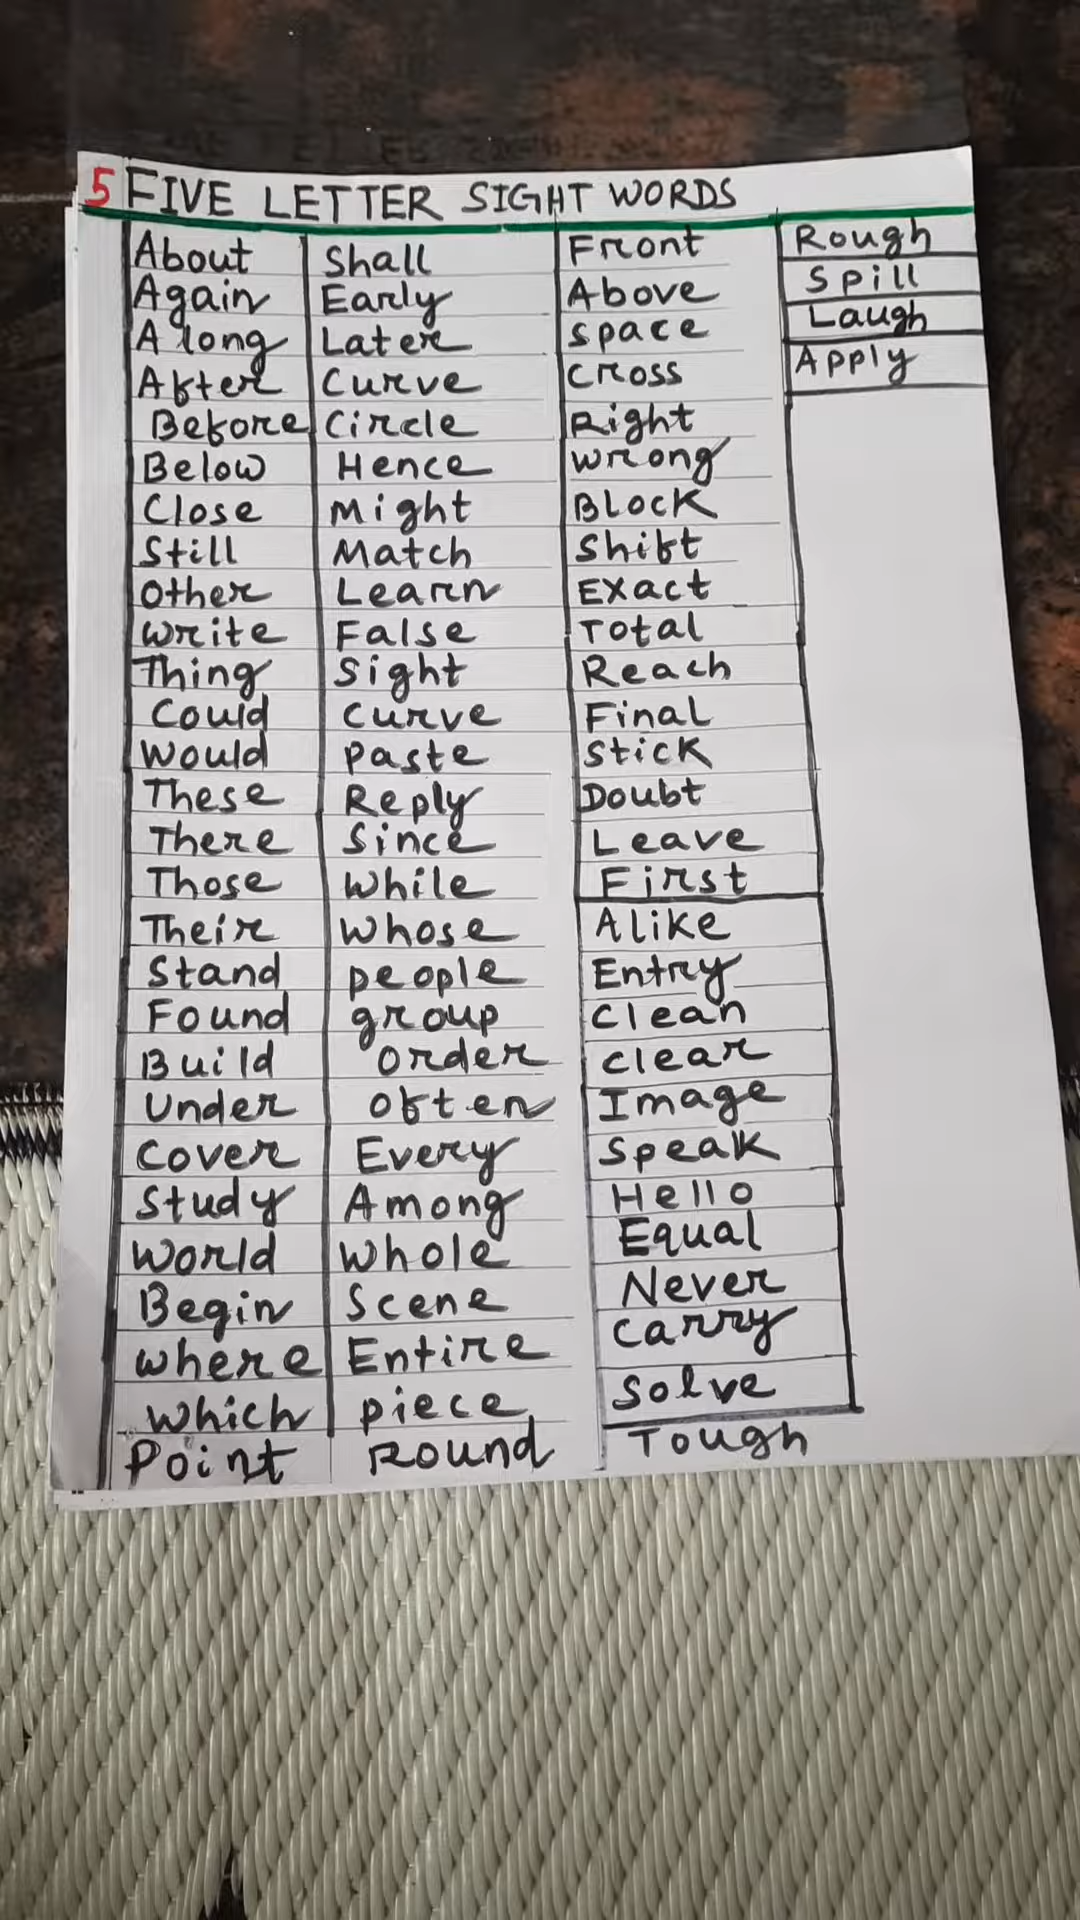 5 FIVE LETTER SIGHT WORDS
About
Again
Along
After
Before
Below
Close
Still
Other
Write
Thing
Could
Would
These
There
Those
Their
Stand
Found
Build
Under
Cover
Study
World
Begin
Where
Which
Point
Shall
Early
Later
Curve
Circle
Hence
Might
Match
Learn
False
Sight
Curve
Paste
Reply
Since
While
Whose
people
group
order
often
Every
Among
Whole
Scene
Entire
piece
Round
Front
Above
Space
Cross
Right
Wrong
Block
Shift
Exact
Total
Reach
Final
Stick
Doubt
Leave
First
Alike
Entry
Clean
Clear
Image
Speak
Hello
Equal
Never
Carry
Solve
Tough
Rough
Spill
Laugh
Apply